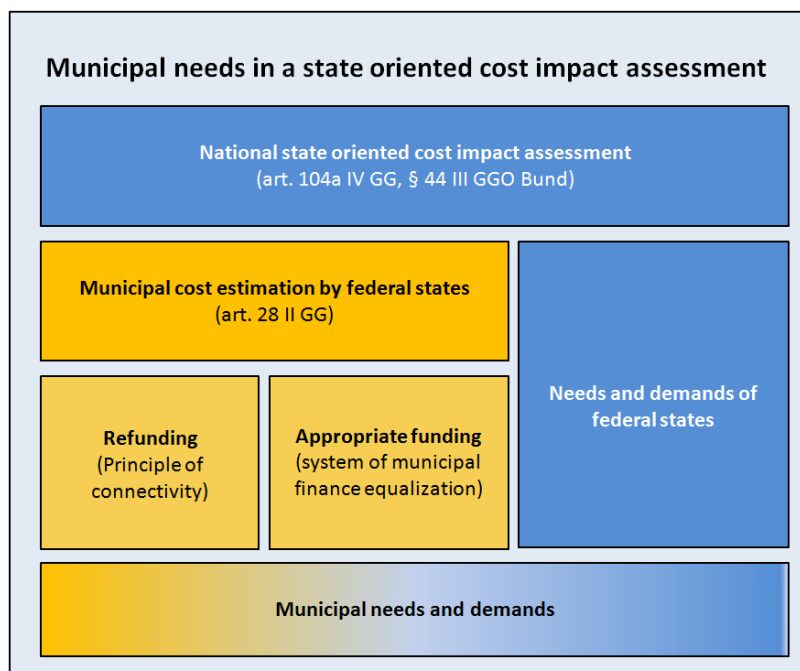 Municipal needs in a state oriented cost impact assessment
National state oriented cost impact assessment
(art. 104a IV GG, § 44 III GGO Bund)
Municipal cost estimation by federal states
(art. 28 II GG)
Needs and demands of
federal states
Refunding
(Principle of
connectivity)
Appropriate funding
(system of municipal
finance equalization)
Municipal needs and demands